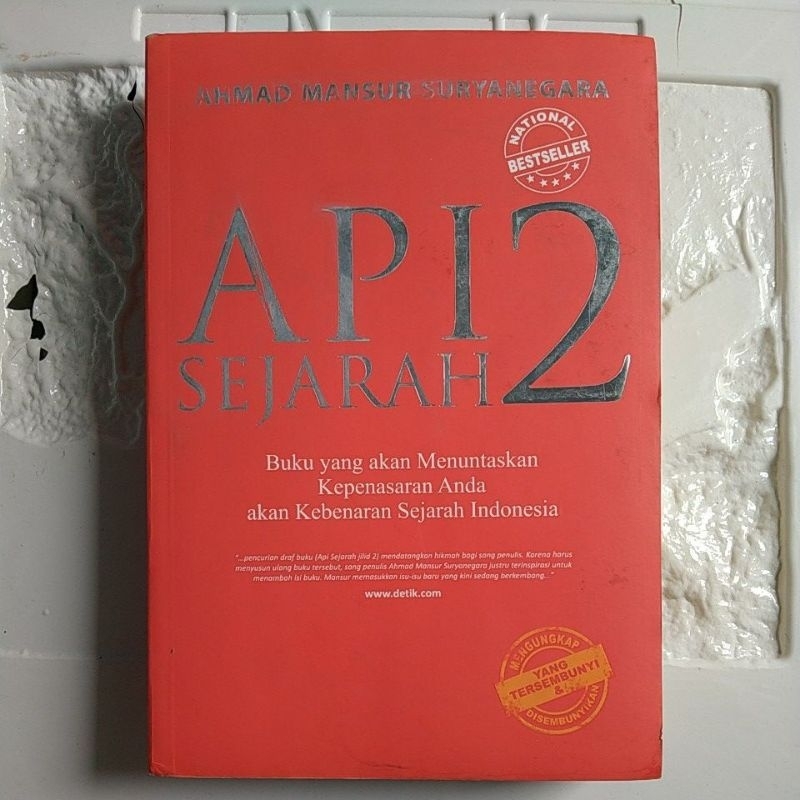 AHMAD MANSUR SURYANEGARA
NATIONAL
BESTSELLER
API 2
SEJARAH
Buku yang akan Menuntaskan
Kepenasaran Anda
akan Kebenaran Sejarah Indonesia
"...pencurian draf buku (Api Sejarah jilid 2) mendatangkan hikmah bagi sang penulis. Karena harus
menyusun ulang buku tersebut, sang penulis Ahmad Mansur Suryanegara justru terinspirasi untuk
menambah isi buku. Mansur memasukkan isu-isu baru yang kini sedang berkembang..."
www.detik.com
MENGUNGKAP
YANG
TERSEMBUNYI
&
DISEMBUNYIKAN